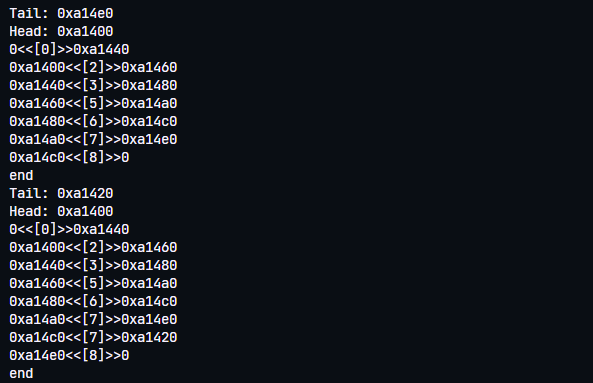 Tail: 0xa14e0
Head: 0xa1400
0<<[0]>>0xa1440
0xa1400<<[2]>>0xa1460
0xa1440<<[3]>>0xa1480
0xa1460<<[5]>>0xa14a0
0xa1480<<[6]>>0xa14c0
0xa14a0<<[7]>>0xa14e0
0xa14c0<<[8]>>0
end
Tail: 0xa1420
Head: 0xa1400
0<<[0]>>0xa1440
0xa1400<<[2]>>0xa1460
0xa1440<<[3]>>0xa1480
0xa1460<<[5]>>0xa14a0
0xa1480<<[6]>>0xa14c0
0xa14a0<<[7]>>0xa14e0
0xa14c0<<[7]>>0xa1420
0xa14e0<<[8]>>0
end